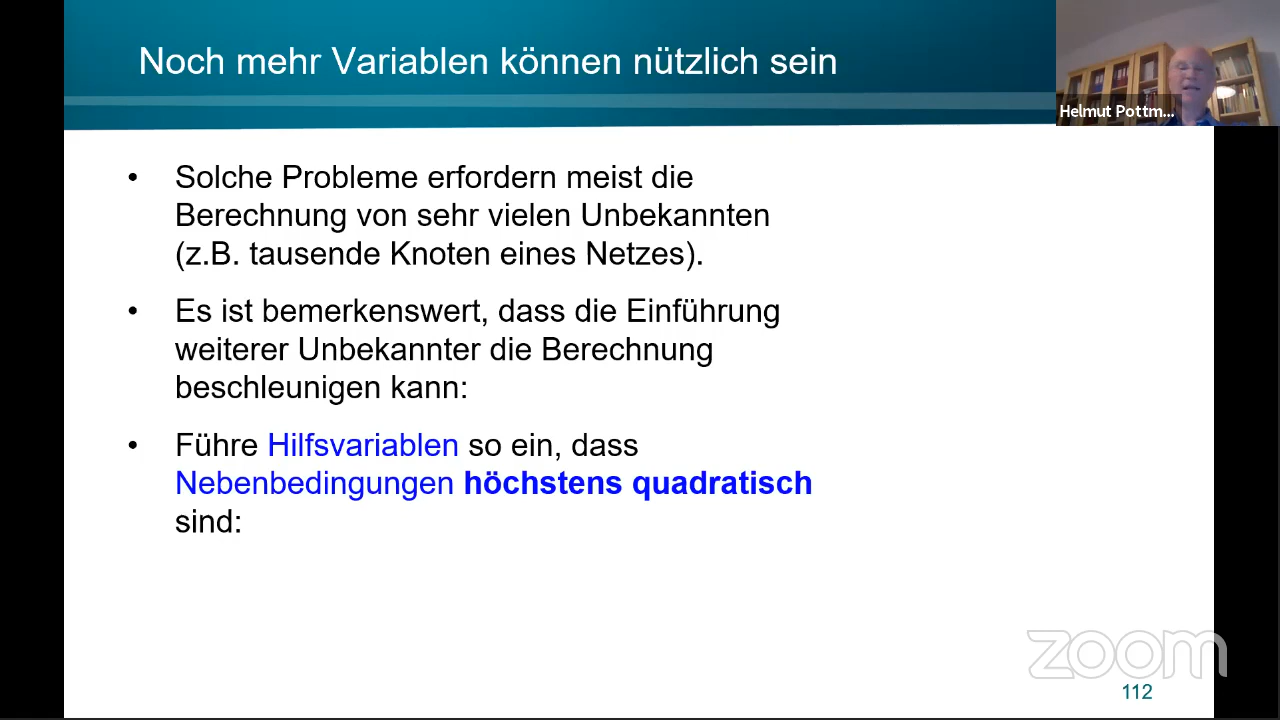 Noch mehr Variablen können nützlich sein
Helmut Pottm...
• Solche Probleme erfordern meist die
Berechnung von sehr vielen Unbekannten
(z.B. tausende Knoten eines Netzes).
• Es ist bemerkenswert, dass die Einführung
weiterer Unbekannter die Berechnung
beschleunigen kann:
• Führe Hilfsvariablen so ein, dass
Nebenbedingungen höchstens quadratisch
sind:
zoom
112